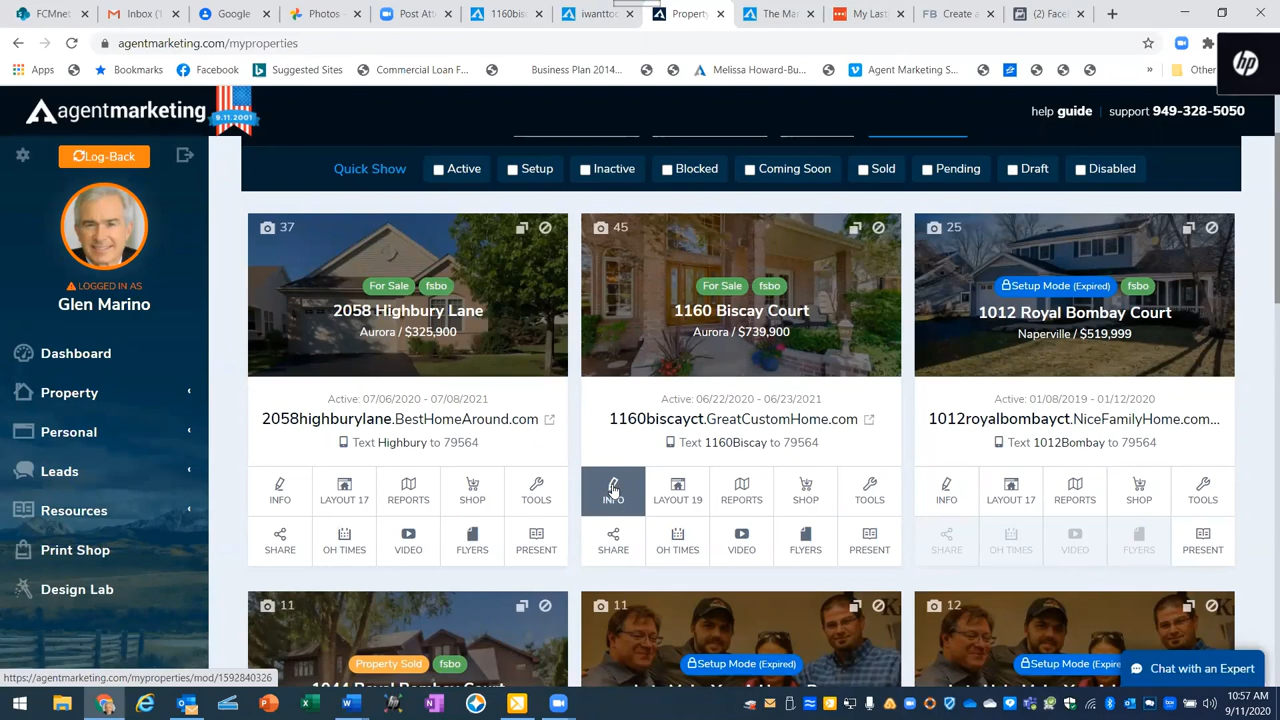 FCMnet
Inbox (1
Google
Photos -
Post Att
1160bis
iwanttoc
Property
The Mar
My Last
FB Create a
(2) Face
agentmarketing.com/myproperties
Apps
Bookmarks
Facebook
Suggested Sites
Commercial Loan F...
Business Plan 2014...
Melissa Howard-Bu...
Agent Marketing S...
»
Other
hp
agentmarketing
9.11.2001
help guide
support 949-328-5050
Log-Back
Quick Show
Active
Setup
Inactive
Blocked
Coming Soon
Sold
Pending
Draft
Disabled
LOGGED IN AS
Glen Marino
Dashboard
Property
Personal
Leads
Resources
Print Shop
Design Lab
37
For Sale
fsbo
2058 Highbury Lane
Aurora / $325,900
Active: 07/06/2020 - 07/08/2021
2058highburylane.BestHomeAround.com
Text Highbury to 79564
INFO
LAYOUT 17
REPORTS
SHOP
TOOLS
SHARE
OH TIMES
VIDEO
FLYERS
PRESENT
45
For Sale
fsbo
1160 Biscay Court
Aurora / $739,900
Active: 06/22/2020 - 06/23/2021
1160biscayct.GreatCustomHome.com
Text 1160Biscay to 79564
INFO
LAYOUT 19
REPORTS
SHOP
TOOLS
SHARE
OH TIMES
VIDEO
FLYERS
PRESENT
25
Setup Mode (Expired)
fsbo
1012 Royal Bombay Court
Naperville / $519,999
Active: 01/08/2019 - 01/12/2020
1012royalbombayct.NiceFamilyHome.com...
Text 1012Bombay to 79564
INFO
LAYOUT 17
REPORTS
SHOP
TOOLS
SHARE
OH TIMES
VIDEO
FLYERS
PRESENT
11
Property Sold
fsbo
11
Setup Mode (Expired)
12
Setup Mode (Expire
Chat with an Expert
https://agentmarketing.com/myproperties/mod/1592840326
10:57 AM
9/11/2020